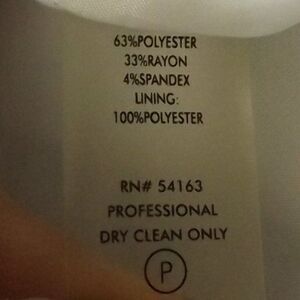 63%POLYESTER
33%RAYON
4%SPANDEX
LINING:
100%POLYESTER
RN# 54163
PROFESSIONAL
DRY CLEAN ONLY
P